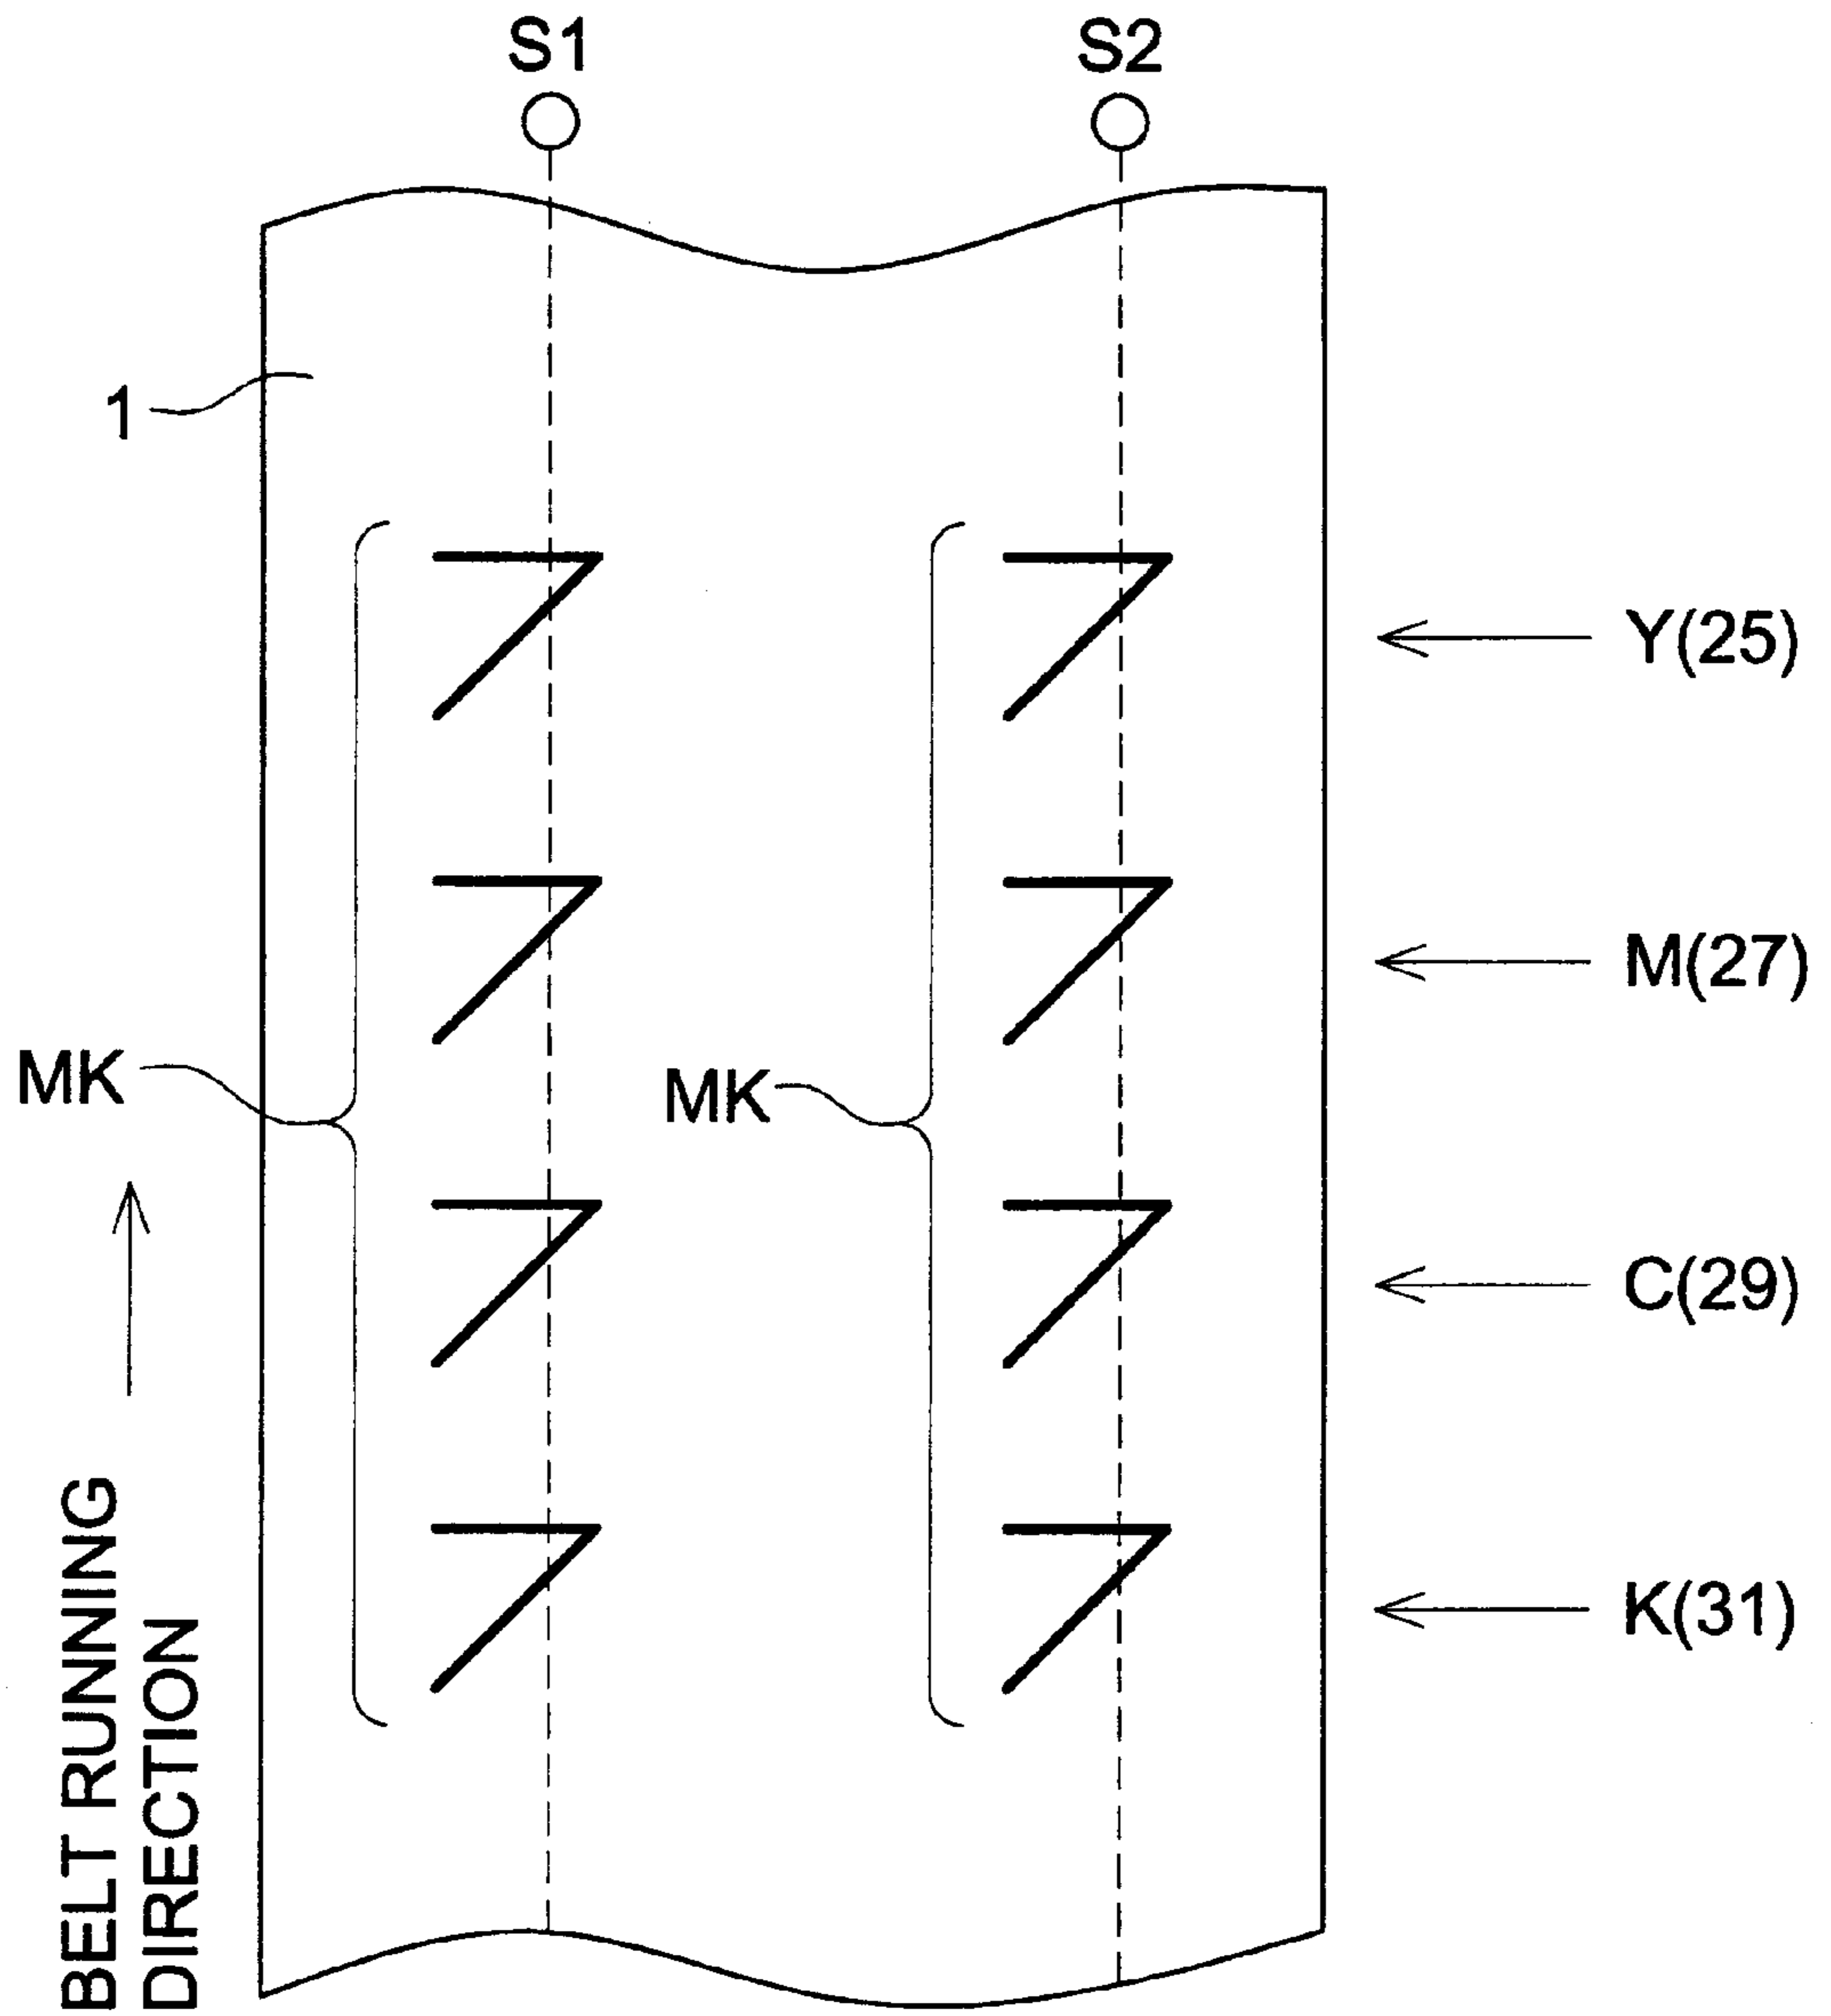 S1
S2
1
Y(25)
M(27)
MK
MK
C(29)
K(31)
BELT RUNNING
DIRECTION